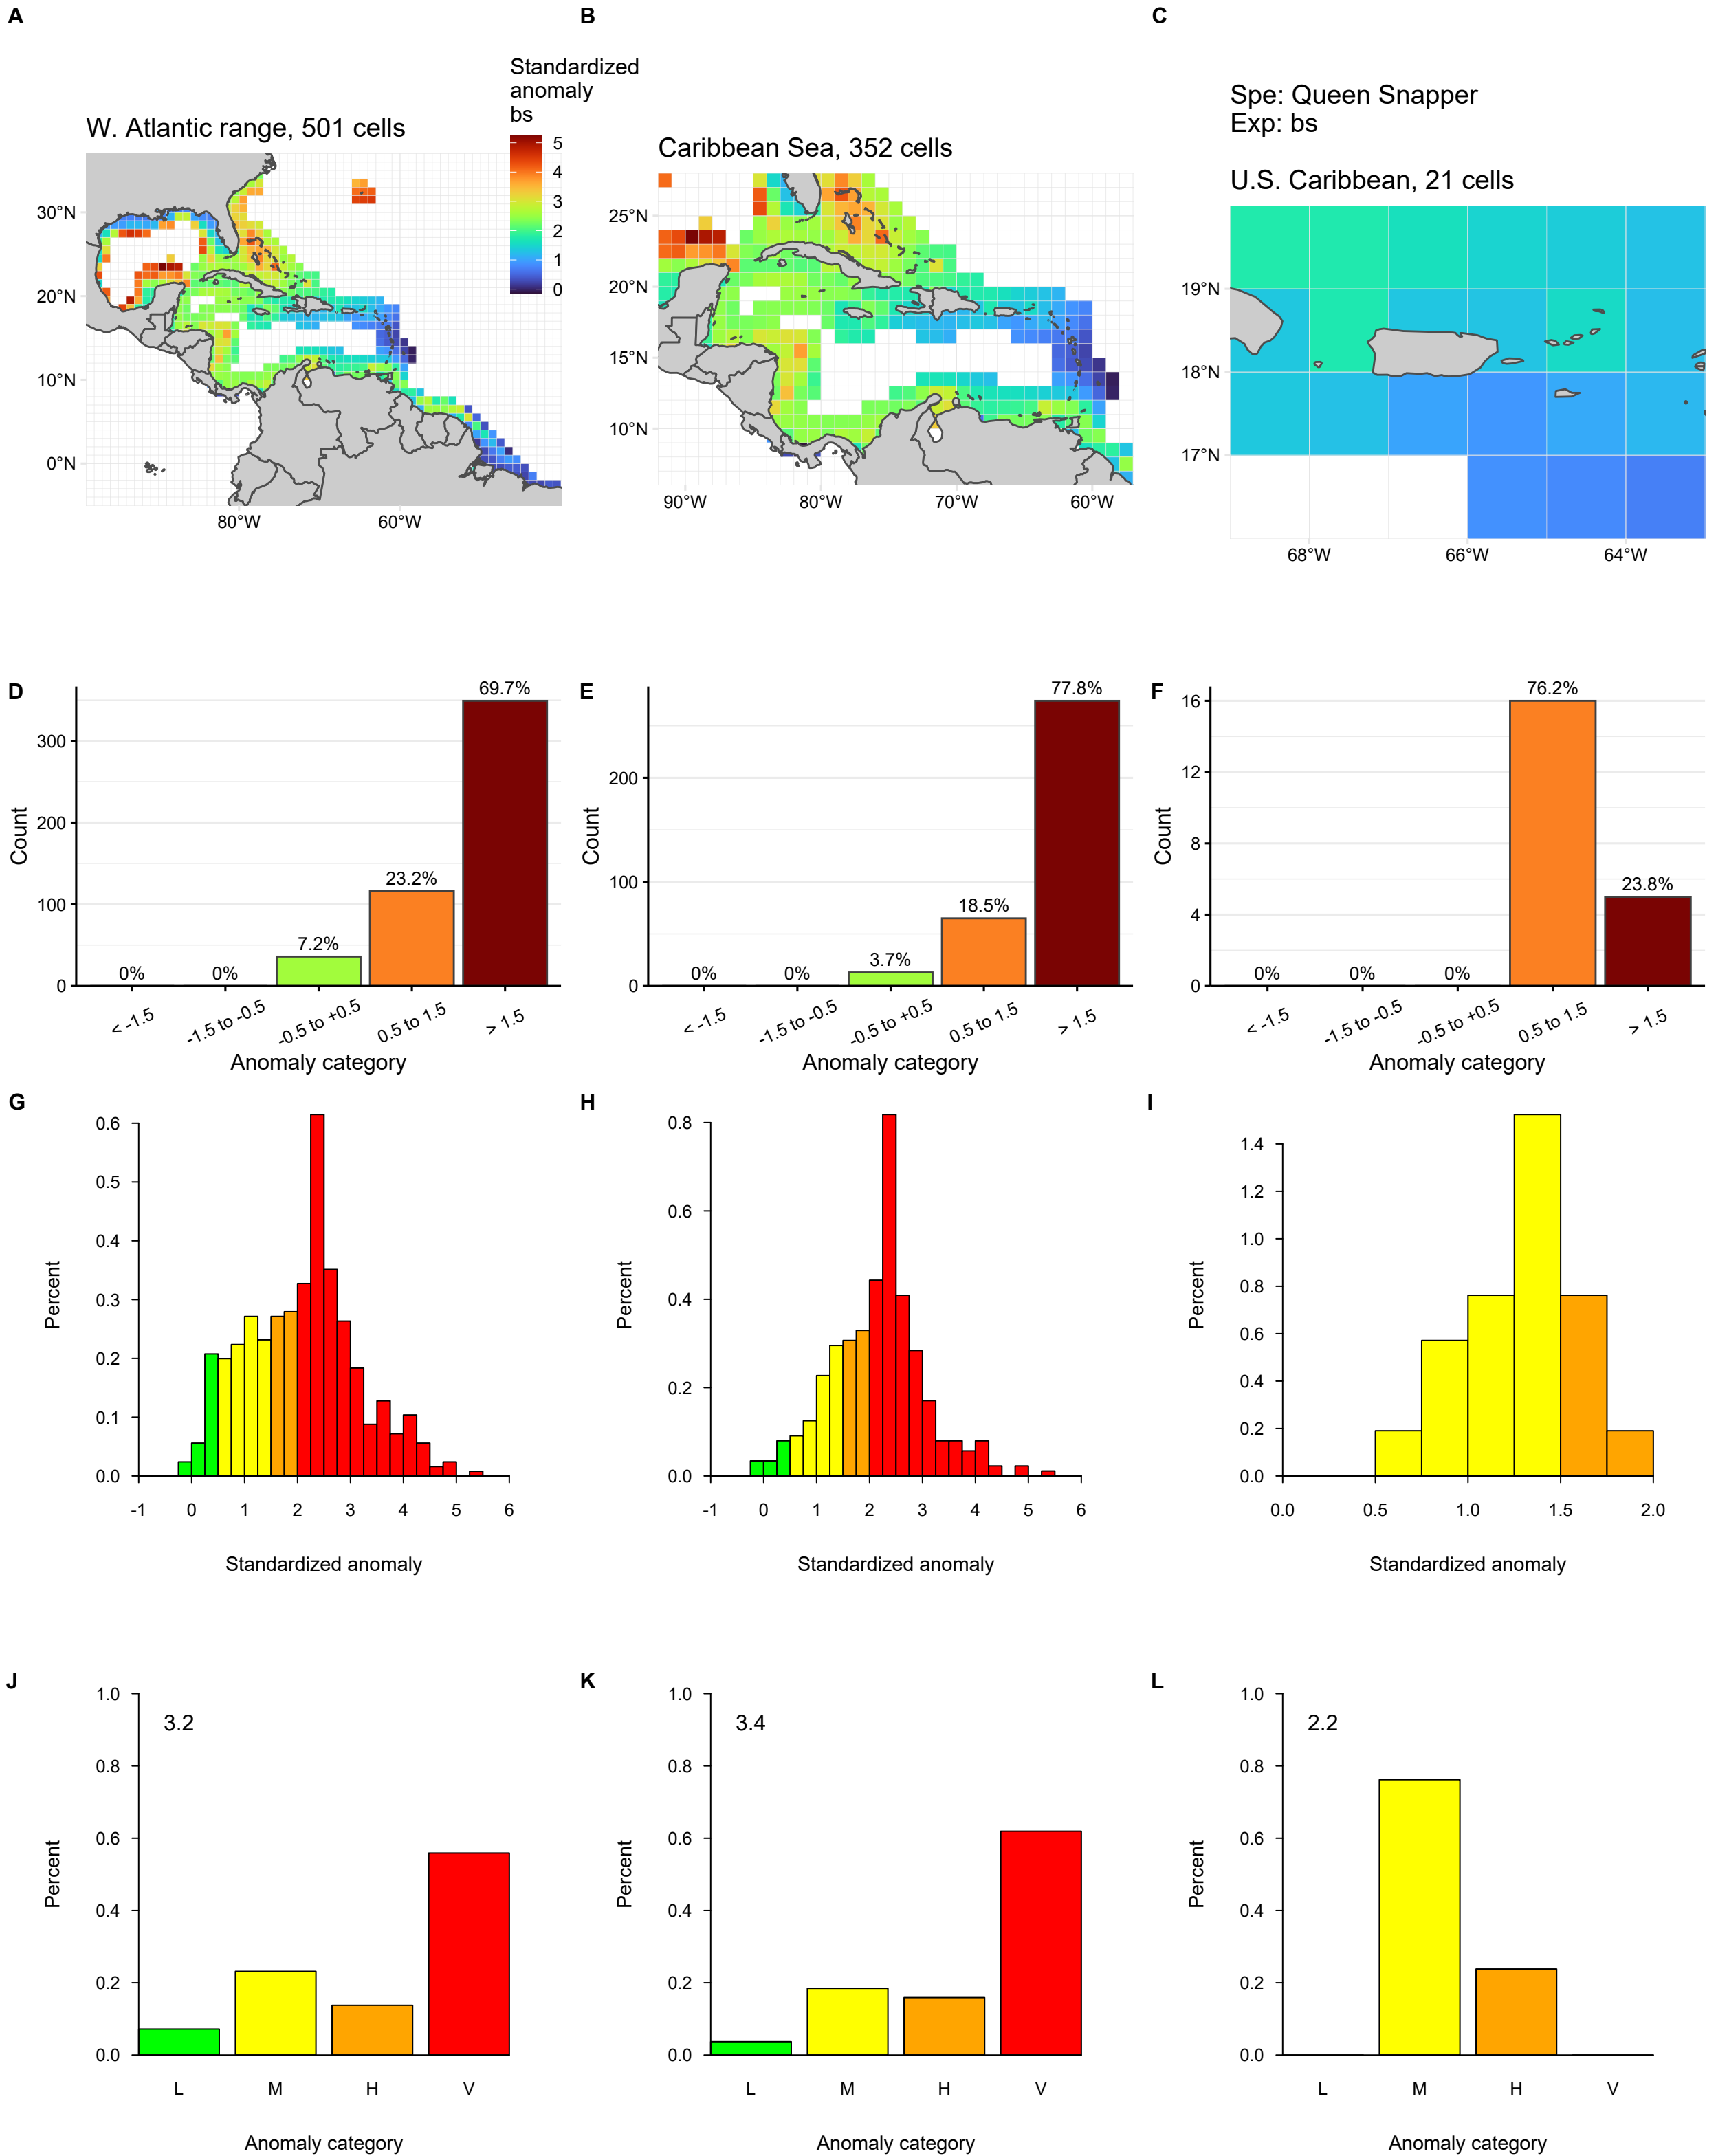 A
B
C
Standardized
anomaly
bs
5
4
3
2
1
0
W. Atlantic range, 501 cells
30°N
20°N
10°N
0°N
80°W
60°W
Caribbean Sea, 352 cells
25°N
20°N
15°N
10°N
90°W
80°W
70°W
60°W
Spe: Queen Snapper
Exp: bs
U.S. Caribbean, 21 cells
19°N
18°N
17°N
68°W
66°W
64°W
D
Count
300
200
100
0
0%
0%
7.2%
23.2%
69.7%
< -1.5
-1.5 to -0.5
-0.5 to +0.5
0.5 to 1.5
> 1.5
Anomaly category
E
Count
200
100
0
0%
0%
3.7%
18.5%
77.8%
< -1.5
-1.5 to -0.5
-0.5 to +0.5
0.5 to 1.5
> 1.5
Anomaly category
F
Count
16
12
8
4
0
0%
0%
0%
76.2%
23.8%
< -1.5
-1.5 to -0.5
-0.5 to +0.5
0.5 to 1.5
> 1.5
Anomaly category
G
Percent
0.6
0.5
0.4
0.3
0.2
0.1
0.0
-1 0 1 2 3 4 5 6
Standardized anomaly
H
Percent
0.8
0.6
0.4
0.2
0.0
-1 0 1 2 3 4 5 6
Standardized anomaly
I
Percent
1.4
1.2
1.0
0.8
0.6
0.4
0.2
0.0
0.0 0.5 1.0 1.5 2.0
Standardized anomaly
J
Percent
1.0
0.8
0.6
0.4
0.2
0.0
3.2
L M H V
Anomaly category
K
Percent
1.0
0.8
0.6
0.4
0.2
0.0
3.4
L M H V
Anomaly category
L
Percent
1.0
0.8
0.6
0.4
0.2
0.0
2.2
L M H V
Anomaly category